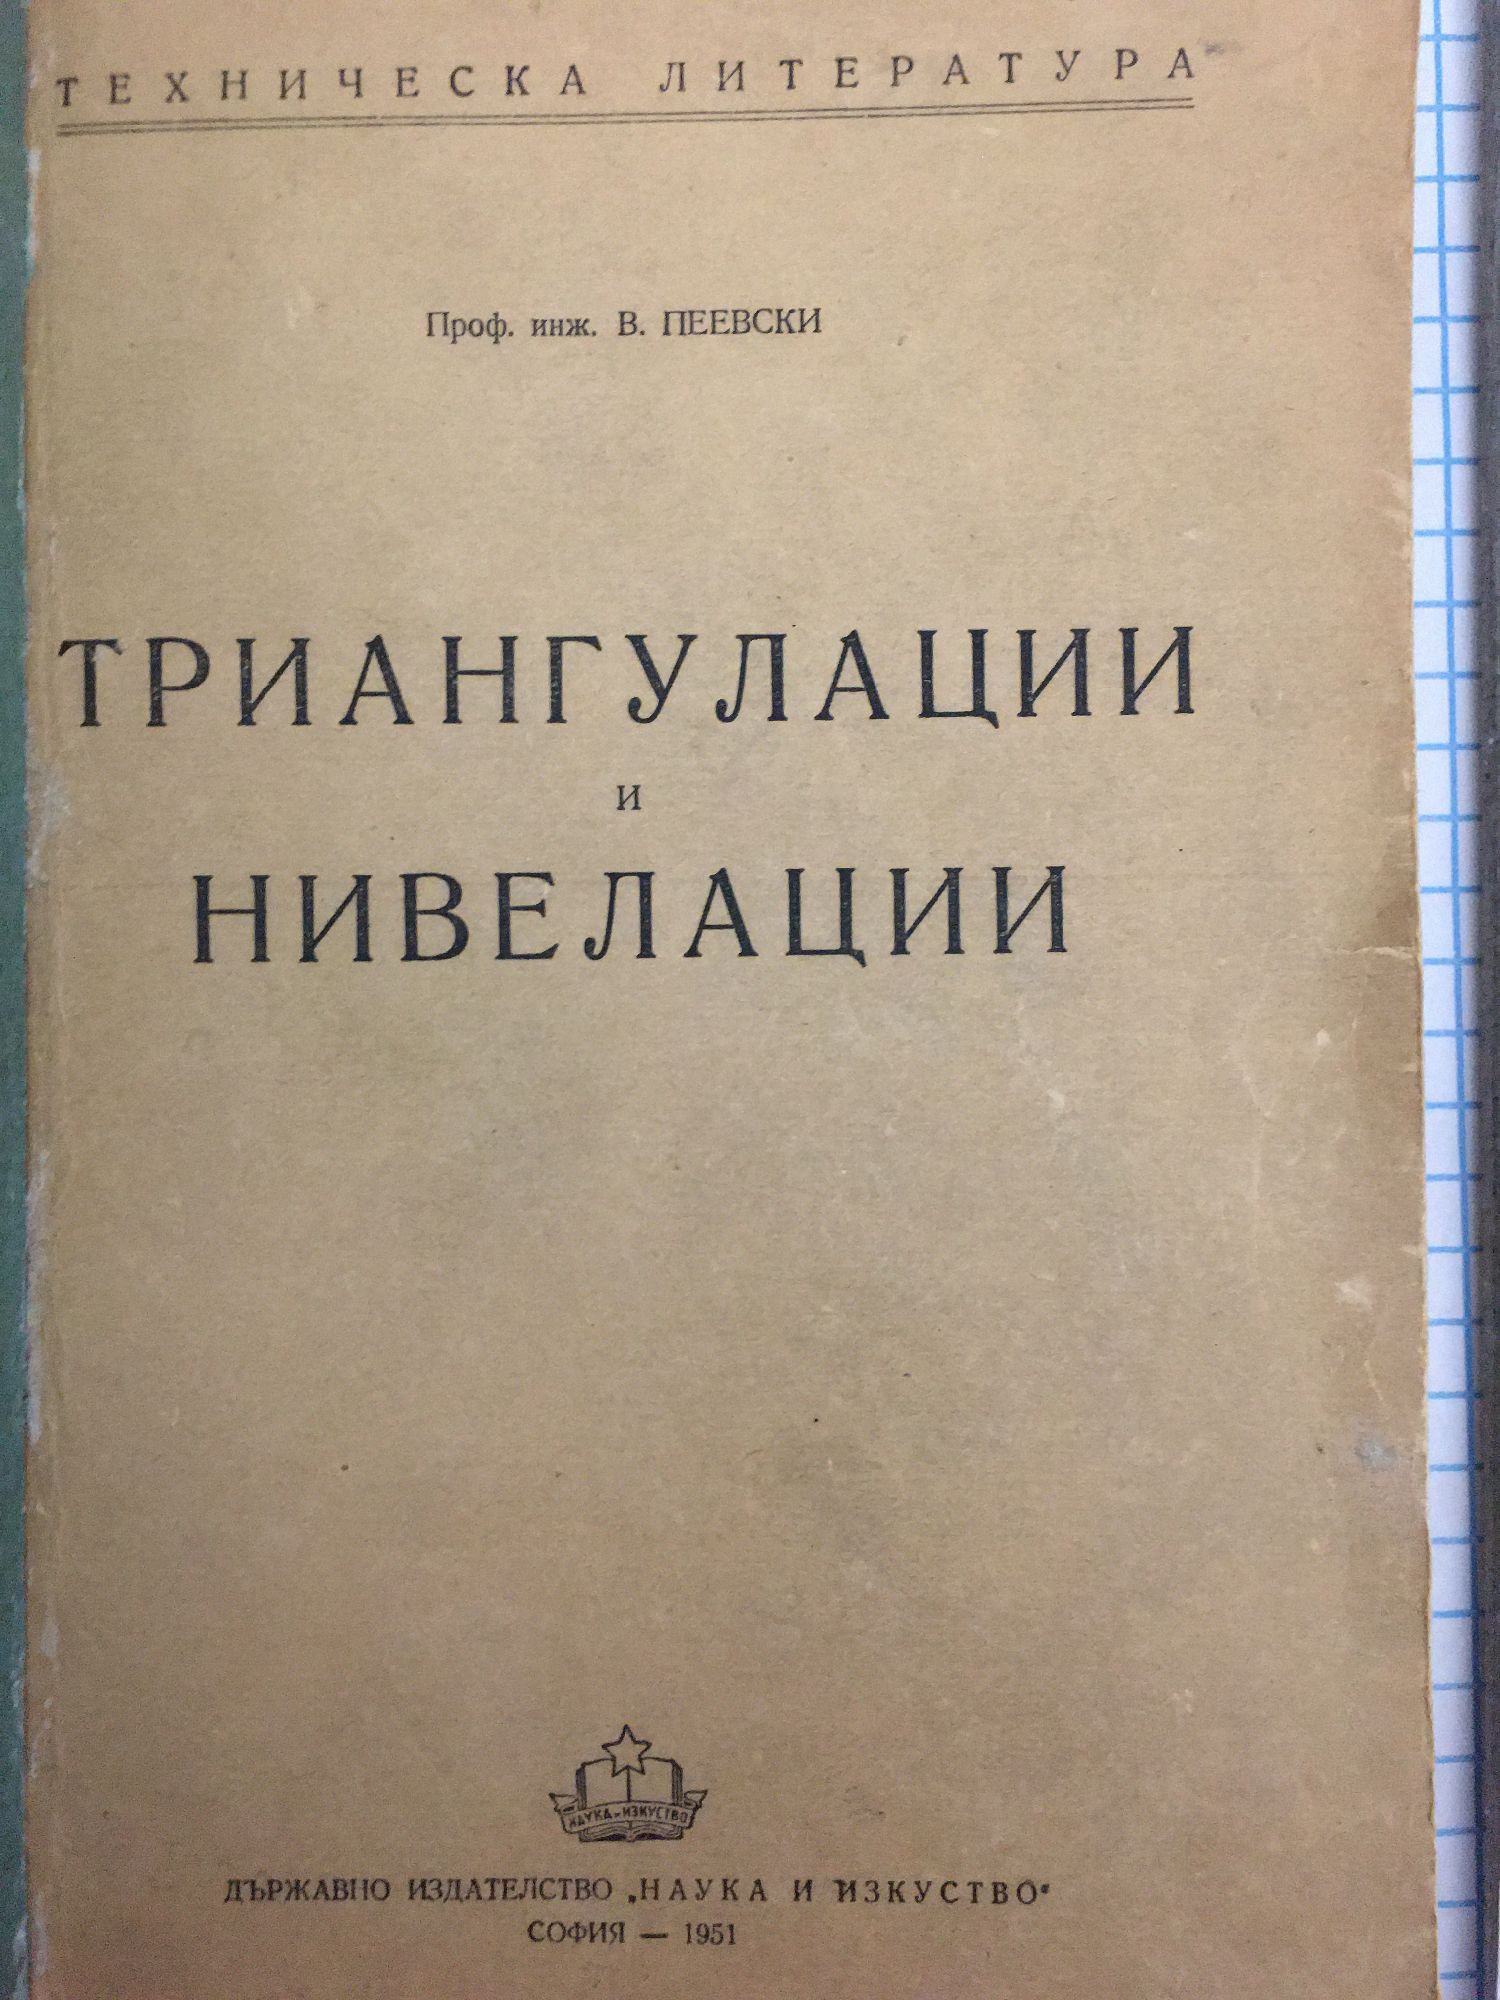 ТЕХНИЧЕСКА ЛИТЕРАТУРА
Проф. инж. В. ПЕЕВСКИ
ТРИАНГУЛАЦИИ
И
НИВЕЛАЦИИ
НАУКА и ИЗКУСТВО
ДЪРЖАВНО ИЗДАТЕЛСТВО „НАУКА И ИЗКУСТВО“
СОФИЯ — 1951